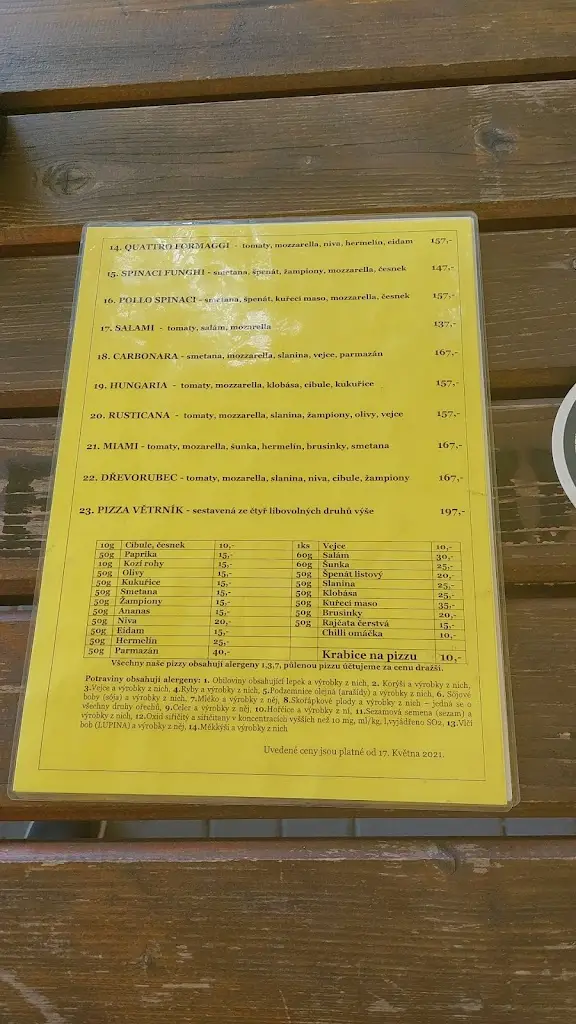 14. QUATTRO FORMAGGI - tomaty, mozzarella, niva, hermelín, eidam 157,-
15. SPINACI FUNGHI - smetana, špenát, žampiony, mozzarella, česnek 147,-
16. POLLO SPINACI - smetana, špenát, kuřecí maso, mozzarella, česnek 157,-
17. SALAMI - tomaty, salám, mozarella 137,-
18. CARBONARA - smetana, mozzarella, slanina, vejce, parmazán 167,-
19. HUNGARIA - tomaty, mozzarella, klobása, cibule, kukuřice 157,-
20. RUSTICANA - tomaty, mozzarella, slanina, žampiony, olivy, vejce 157,-
21. MIAMI - tomaty, mozarella, šunka, hermelín, brusinky, smetana 167,-
22. DŘEVORUBEC - tomaty, mozarella, slanina, niva, cibule, žampiony 167,-
23. PIZZA VĚTRNÍK - sestavená ze čtyř libovolných druhů výše 197,-
10g Cibule, česnek 10,- 1ks Vejce 10,-
50g Paprika 15,- 60g Salám 30,-
10g Kozí rohy 15,- 60g Šunka 25,-
50g Olivy 15,- 50g Špenát listový 20,-
50g Kukuřice 15,- 50g Slanina 25,-
50g Smetana 15,- 50g Klobása 25,-
50g Žampiony 15,- 50g Kuřecí maso 35,-
50g Ananas 15,- 50g Brusinky 20,-
50g Niva 20,- 50g Rajčata čerstvá 15,-
50g Eidam 15,- Chilli omáčka 10,-
50g Hermelín 25,-
50g Parmazán 40,- Krabice na pizzu 10,-
Všechny naše pizzy obsahují alergeny 1,3,7, půlenou pizzu účtujeme za cenu dražší.
Potraviny obsahují alergeny: 1. Obiloviny obsahující lepek a výrobky z nich, 2. Korýši a výrobky z nich,
3.Vejce a výrobky z nich, 4.Ryby a výrobky z nich, 5.Podzemnice olejná (arašídy) a výrobky z nich, 6. Sójové
boby (sója) a výrobky z nich, 7.Mléko a výrobky z něj, 8.Skořápkové plody a výrobky z nich – jedná se o
všechny druhy ořechů, 9.Celer a výrobky z něj, 10.Hořčice a výrobky z ní, 11.Sezamová semena (sezam) a
výrobky z nich, 12.Oxid siřičitý a siřičitany v koncentracích vyšších než 10 mg, ml/kg, l,vyjádřeno SO2, 13.Vlčí
bob (LUPINA) a výrobky z něj, 14.Měkkýši a výrobky z nich
Uvedené ceny jsou platné od 17. Května 2021.